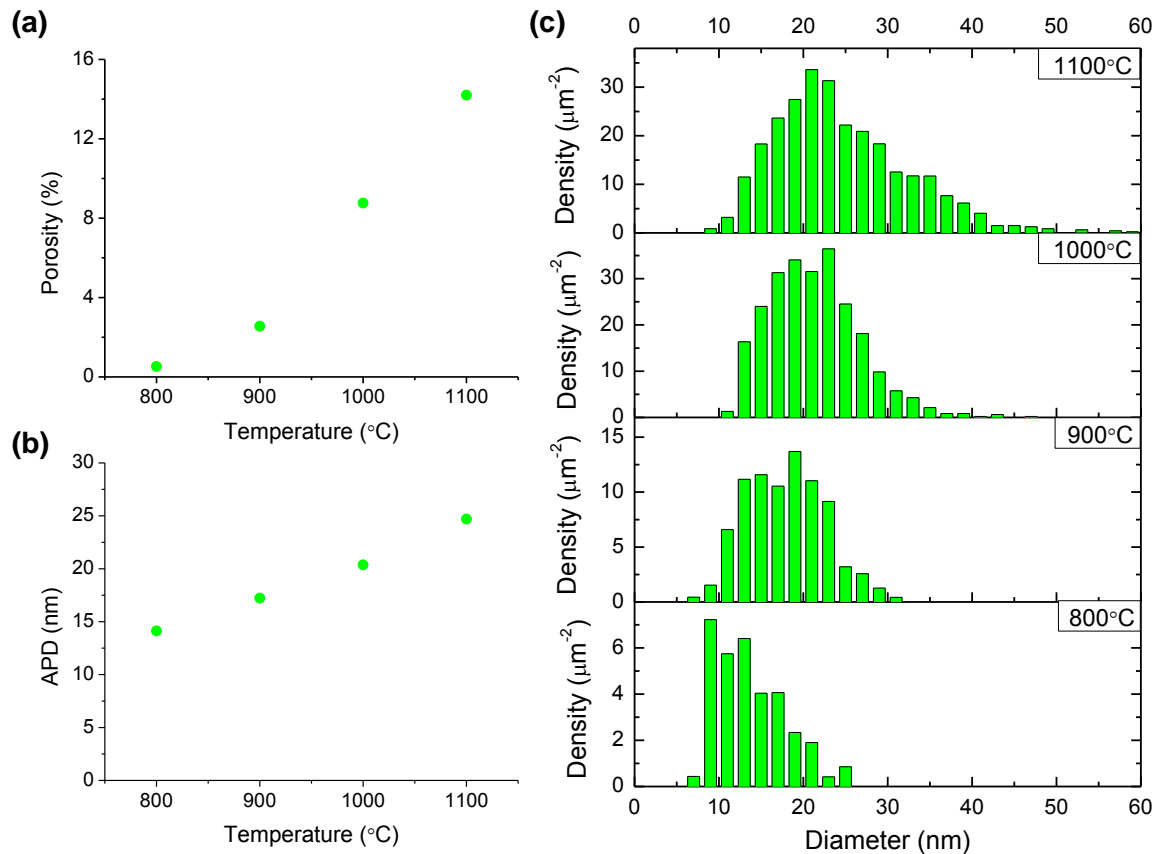 (a)
16
12
8
4
0
Porosity (%)
800 900 1000 1100
Temperature (°C)
(b)
30
25
20
15
10
5
0
APD (nm)
800 900 1000 1100
Temperature (°C)
(c)
0 10 20 30 40 50 60
1100°C
30
20
10
0
Density (μm⁻²)
1000°C
30
20
10
0
Density (μm⁻²)
900°C
15
10
5
0
Density (μm⁻²)
800°C
6
4
2
0
Density (μm⁻²)
0 10 20 30 40 50 60
Diameter (nm)